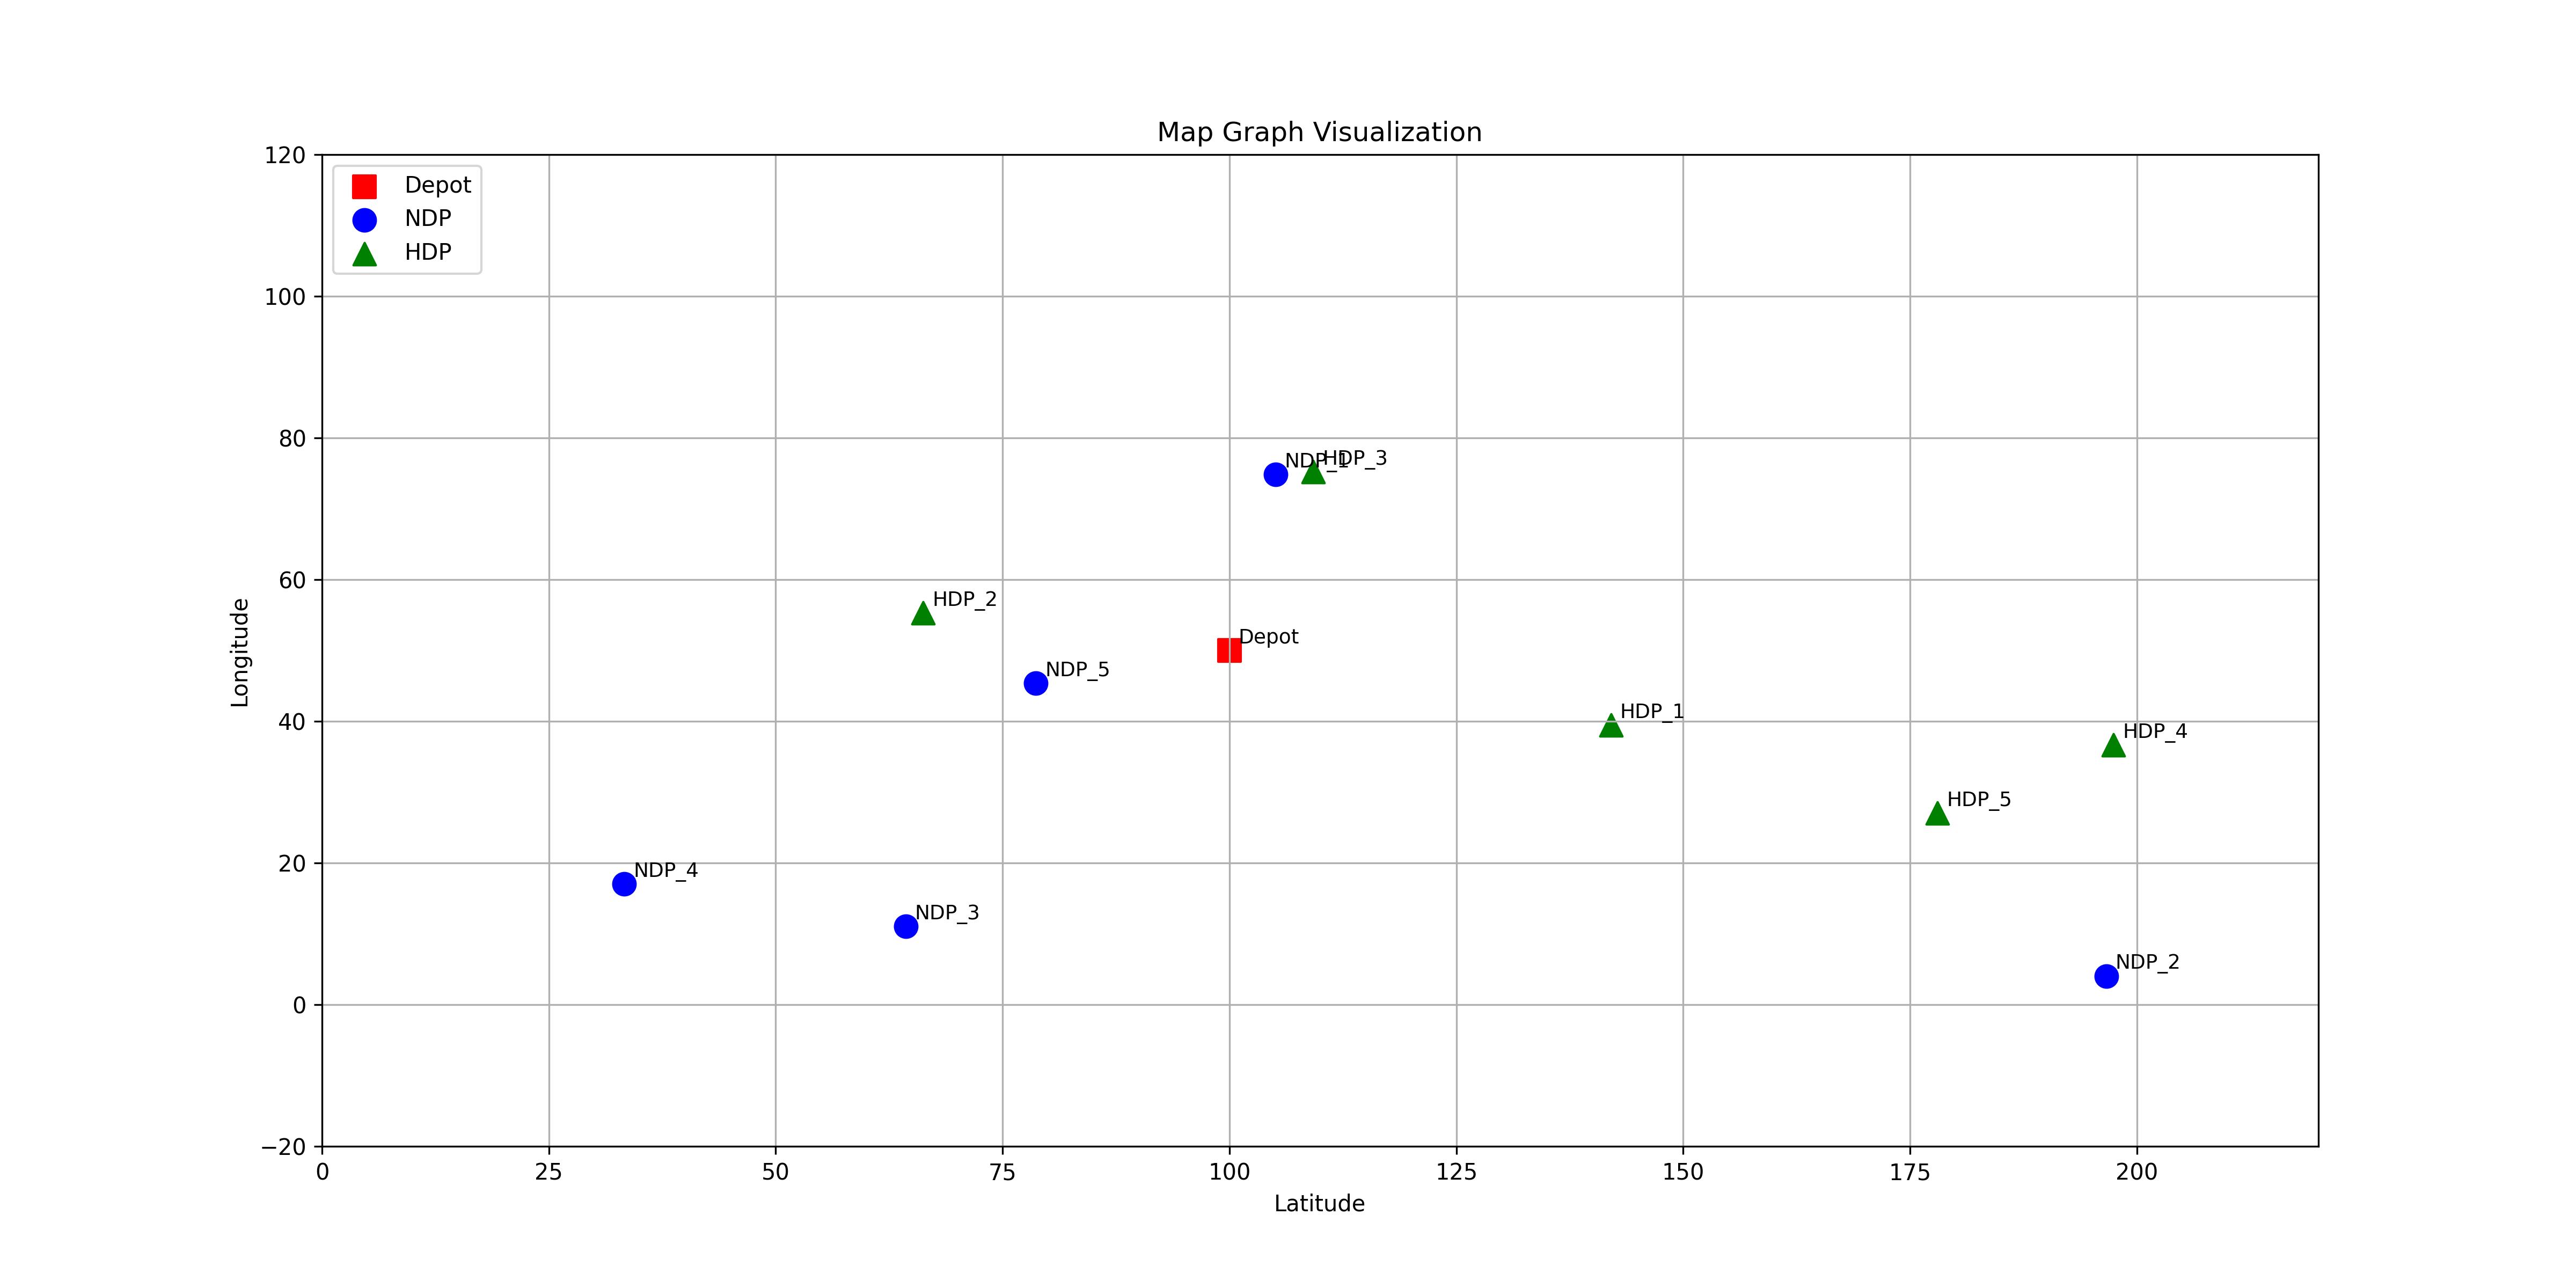 Map Graph Visualization
120
100
80
60
40
20
0
−20
Longitude
Depot
NDP
HDP
NDP_1
HDP_3
HDP_2
Depot
NDP_5
HDP_1
HDP_4
HDP_5
NDP_4
NDP_3
NDP_2
0 25 50 75 100 125 150 175 200
Latitude